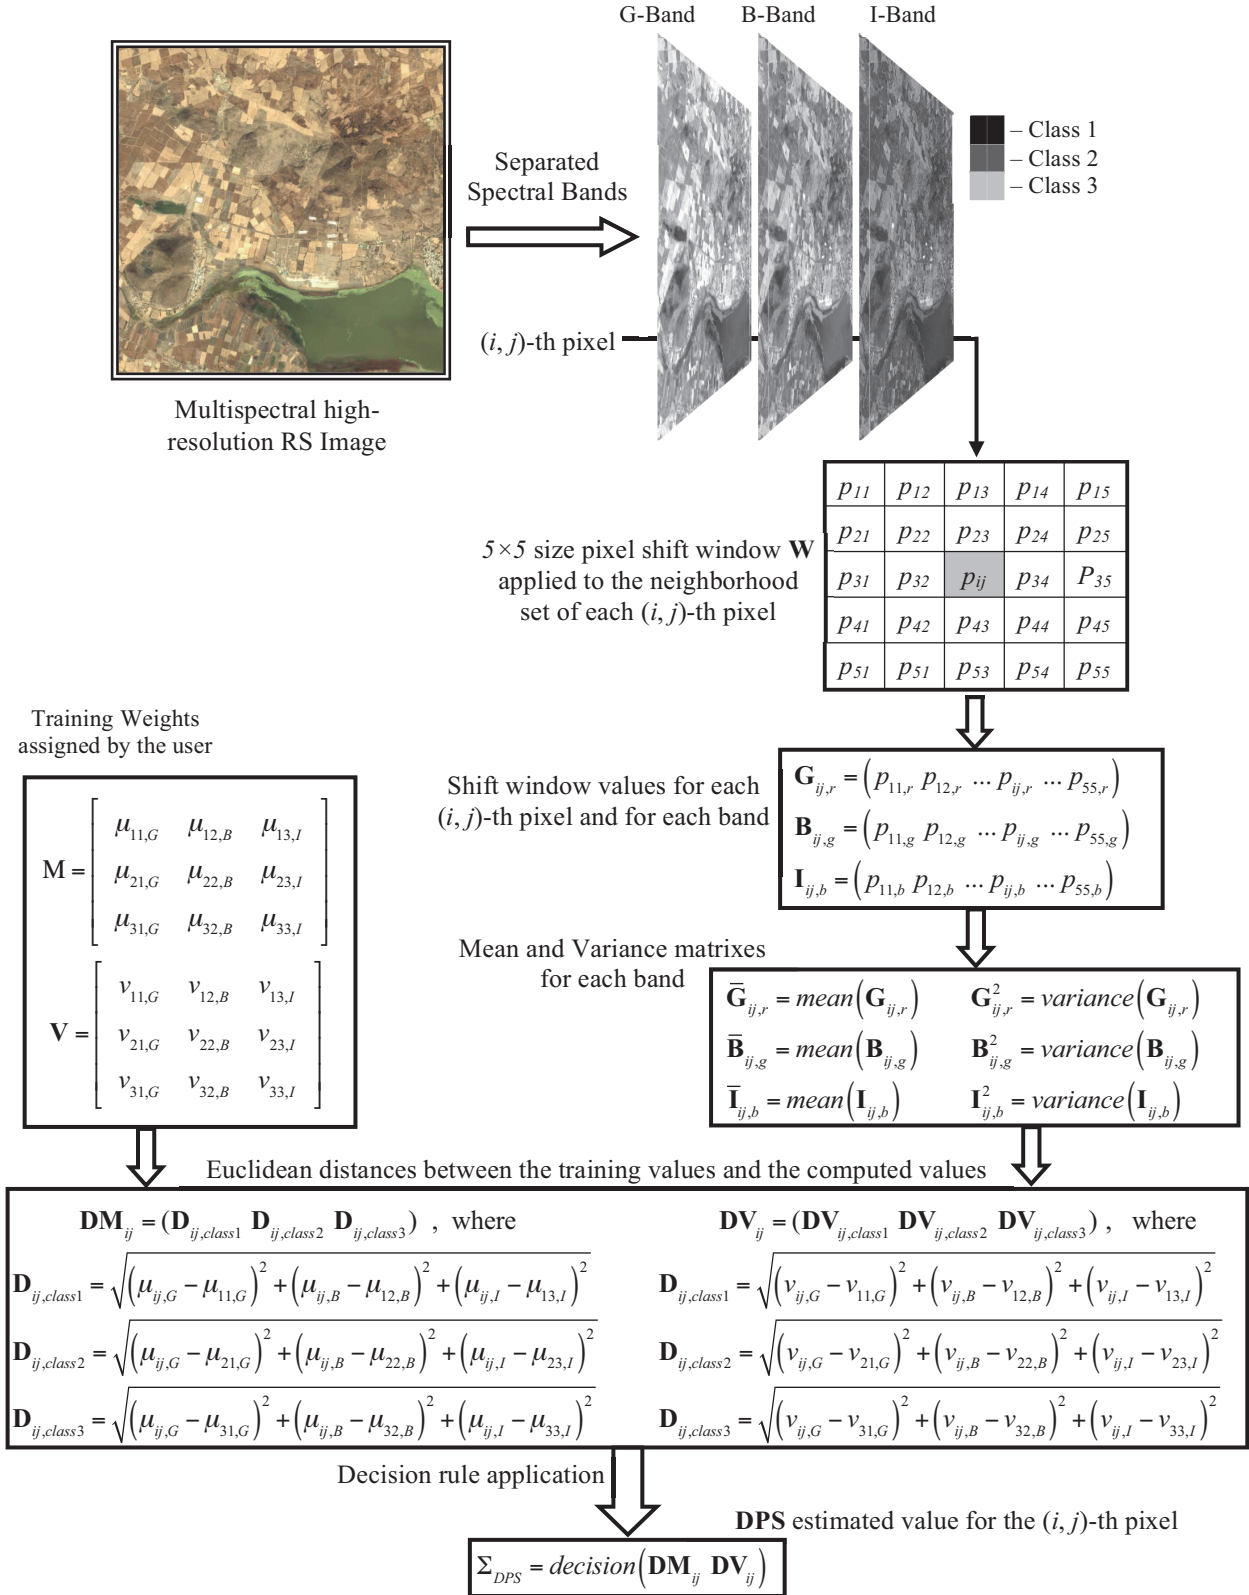 G-Band B-Band I-Band
– Class 1
– Class 2
– Class 3
Separated
Spectral Bands
(i, j)-th pixel
Multispectral high-
resolution RS Image
p11 p12 p13 p14 p15
p21 p22 p23 p24 p25
p31 p32 pij p34 P35
p41 p42 p43 p44 p45
p51 p51 p53 p54 p55
5×5 size pixel shift window W
applied to the neighborhood
set of each (i, j)-th pixel
Training Weights
assigned by the user
M = [ μ11,G μ12,B μ13,I
μ21,G μ22,B μ23,I
μ31,G μ32,B μ33,I ]
V = [ v11,G v12,B v13,I
v21,G v22,B v23,I
v31,G v32,B v33,I ]
Shift window values for each
(i, j)-th pixel and for each band
Gij,r = (p11,r p12,r ... pij,r ... p55,r)
Bij,g = (p11,g p12,g ... pij,g ... p55,g)
Iij,b = (p11,b p12,b ... pij,b ... p55,b)
Mean and Variance matrixes
for each band
G̅ij,r = mean(Gij,r) G²ij,r = variance(Gij,r)
B̅ij,g = mean(Bij,g) B²ij,g = variance(Bij,g)
I̅ij,b = mean(Iij,b) I²ij,b = variance(Iij,b)
Euclidean distances between the training values and the computed values
DMij = (Dij,class1 Dij,class2 Dij,class3) , where
Dij,class1 = √((μij,G − μ11,G)² + (μij,B − μ12,B)² + (μij,I − μ13,I)²)
Dij,class2 = √((μij,G − μ21,G)² + (μij,B − μ22,B)² + (μij,I − μ23,I)²)
Dij,class3 = √((μij,G − μ31,G)² + (μij,B − μ32,B)² + (μij,I − μ33,I)²)
DVij = (DVij,class1 DVij,class2 DVij,class3) , where
Dij,class1 = √((vij,G − v11,G)² + (vij,B − v12,B)² + (vij,I − v13,I)²)
Dij,class2 = √((vij,G − v21,G)² + (vij,B − v22,B)² + (vij,I − v23,I)²)
Dij,class3 = √((vij,G − v31,G)² + (vij,B − v32,B)² + (vij,I − v33,I)²)
Decision rule application
DPS estimated value for the (i, j)-th pixel
ΣDPS = decision(DMij DVij)